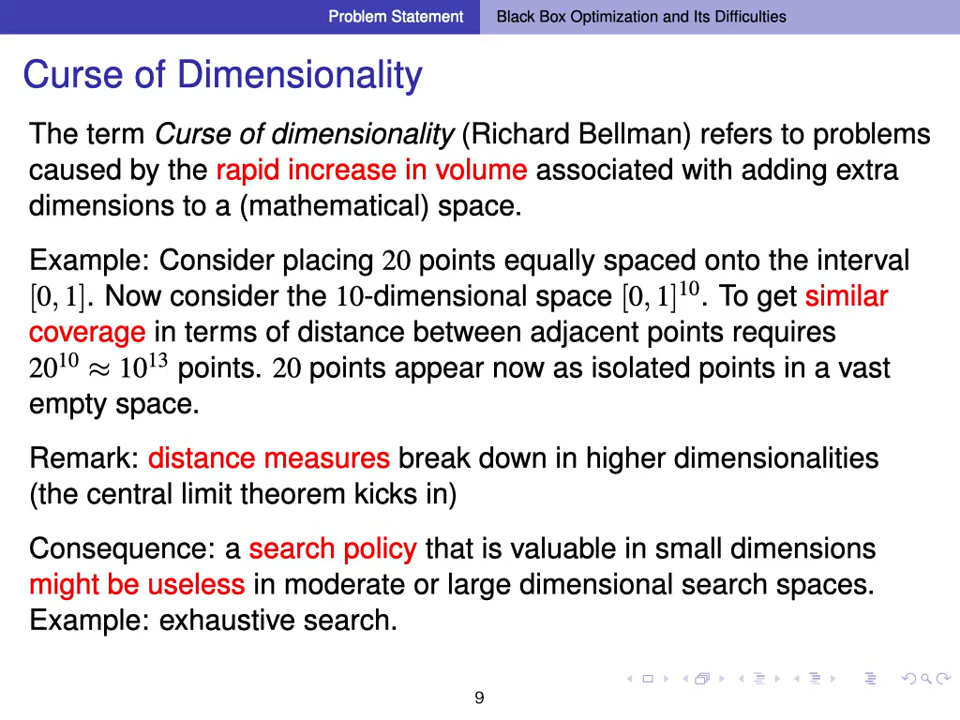 Problem Statement
Black Box Optimization and Its Difficulties
Curse of Dimensionality
The term Curse of dimensionality (Richard Bellman) refers to problems
caused by the rapid increase in volume associated with adding extra
dimensions to a (mathematical) space.
Example: Consider placing 20 points equally spaced onto the interval
[0, 1]. Now consider the 10-dimensional space [0, 1]¹⁰. To get similar
coverage in terms of distance between adjacent points requires
20¹⁰ ≈ 10¹³ points. 20 points appear now as isolated points in a vast
empty space.
Remark: distance measures break down in higher dimensionalities
(the central limit theorem kicks in)
Consequence: a search policy that is valuable in small dimensions
might be useless in moderate or large dimensional search spaces.
Example: exhaustive search.
9